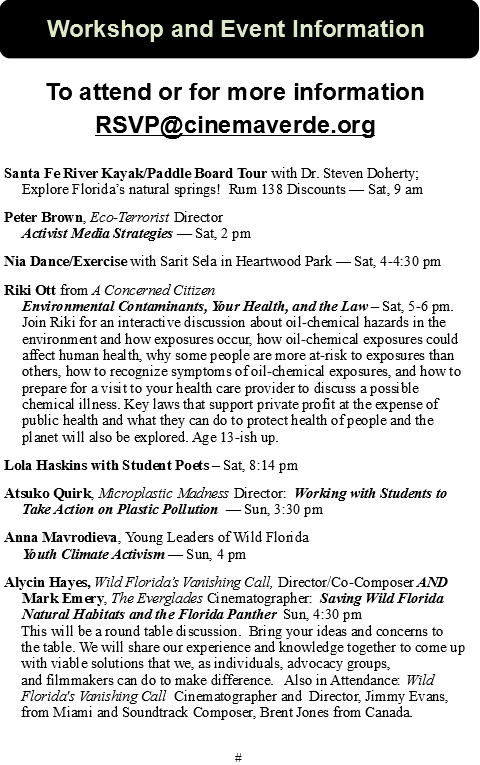 Workshop and Event Information
To attend or for more information
RSVP@cinemaverde.org
Santa Fe River Kayak/Paddle Board Tour with Dr. Steven Doherty;
Explore Florida's natural springs! Rum 138 Discounts — Sat, 9 am
Peter Brown, Eco-Terrorist Director
Activist Media Strategies — Sat, 2 pm
Nia Dance/Exercise with Sarit Sela in Heartwood Park — Sat, 4-4:30 pm
Riki Ott from A Concerned Citizen
Environmental Contaminants, Your Health, and the Law – Sat, 5-6 pm.
Join Riki for an interactive discussion about oil-chemical hazards in the
environment and how exposures occur, how oil-chemical exposures could
affect human health, why some people are more at-risk to exposures than
others, how to recognize symptoms of oil-chemical exposures, and how to
prepare for a visit to your health care provider to discuss a possible
chemical illness. Key laws that support private profit at the expense of
public health and what they can do to protect health of people and the
planet will also be explored. Age 13-ish up.
Lola Haskins with Student Poets – Sat, 8:14 pm
Atsuko Quirk, Microplastic Madness Director: Working with Students to
Take Action on Plastic Pollution — Sun, 3:30 pm
Anna Mavrodieva, Young Leaders of Wild Florida
Youth Climate Activism — Sun, 4 pm
Alycin Hayes, Wild Florida's Vanishing Call, Director/Co-Composer AND
Mark Emery, The Everglades Cinematographer: Saving Wild Florida
Natural Habitats and the Florida Panther Sun, 4:30 pm
This will be a round table discussion. Bring your ideas and concerns to
the table. We will share our experience and knowledge together to come up
with viable solutions that we, as individuals, advocacy groups,
and filmmakers can do to make difference. Also in Attendance: Wild
Florida's Vanishing Call Cinematographer and Director, Jimmy Evans,
from Miami and Soundtrack Composer, Brent Jones from Canada.
#